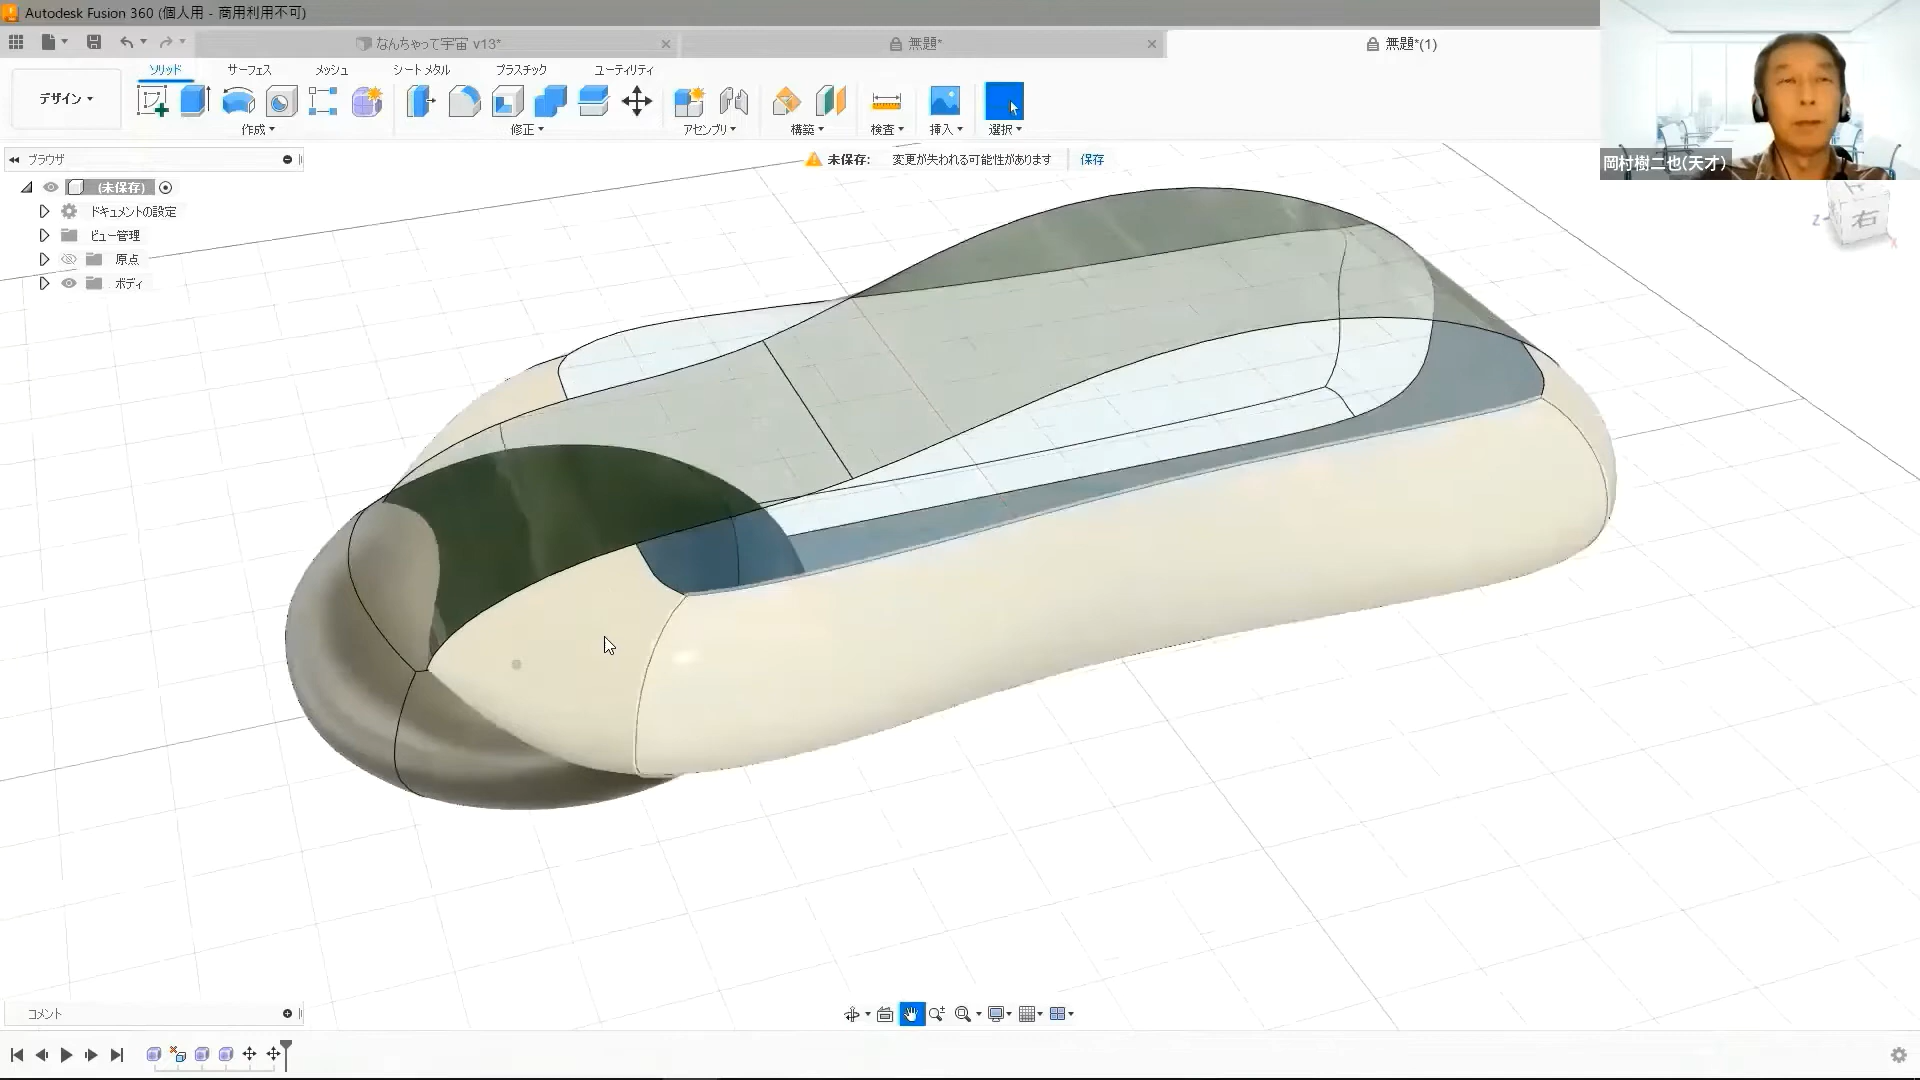 Autodesk Fusion 360 (個人用 - 商用利用不可)
なんちゃって宇宙 v13*
無題*
無題*(1)
デザイン
ソリッド
サーフェス
メッシュ
シート メタル
プラスチック
ユーティリティ
作成
修正
アセンブリ
構築
検査
挿入
選択
ブラウザ
未保存:
変更が失われる可能性があります
保存
岡村樹二也(天才)
(未保存)
ドキュメントの設定
ビュー管理
原点
ボディ
Z
右
X
コメント